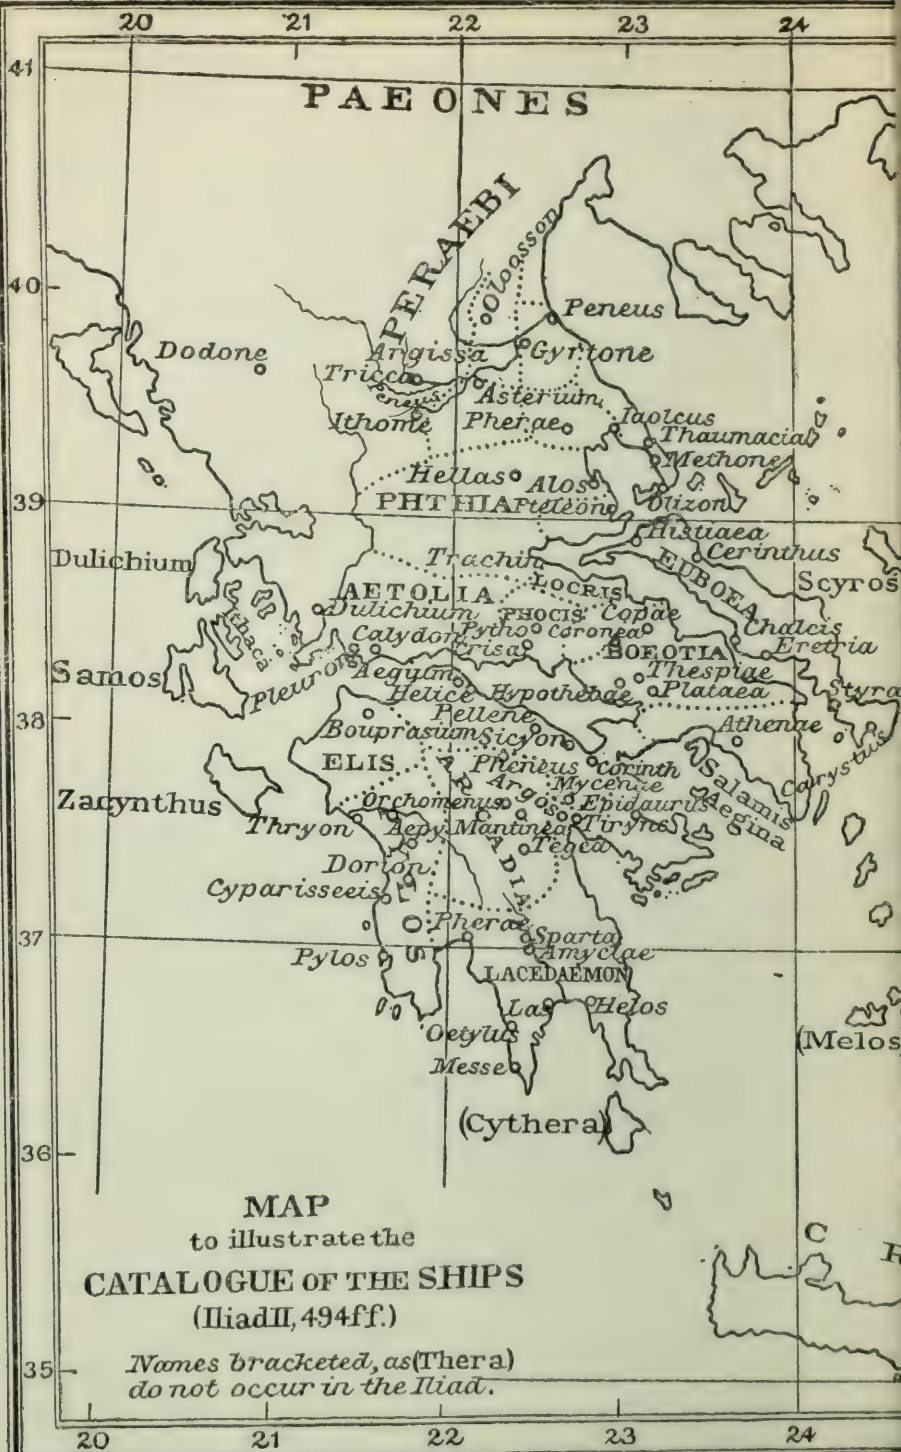 20 21 22 23 24
41
PAEONES
PERAEBI
Oloosson
40
Peneus
Dodone
Argissa
Gyrtone
Tricca
Peneus
Asterium
Ithome
Pherae
Iaolcus
Thaumacia
Methone
Hellas
Alos
39
PHTHIA
Pteleon
Olizon
Histiaea
Dulichium
Trachin
Cerinthus
EUBOEA
Scyros
AETOLIA
LOCRIS
Dulichium
PHOCIS
Copae
Ithaca
Calydon
Pytho
Coronea
Chalcis
Crisa
BOEOTIA
Eretria
Samos
Pleuron
Aegium
Thespiae
Helice
Hypothebae
Plataea
Styra
38
Pellene
Bouprasium
Sicyon
Athenae
Carystus
ELIS
Pheneus
Corinth
Salamis
ARCADIA
Argos
Mycenae
Zacynthus
Orchomenus
Epidaurus
Aegina
Thryon
Aepy
Mantinea
Tiryns
Tegea
Dorion
Cyparisseeis
PYLOS
37
Pherae
Sparta
Pylos
Amyclae
LACEDAEMON
Las
Helos
Oetylus
(Melos
Messe
(Cythera)
36
MAP
to illustrate the
CATALOGUE OF THE SHIPS
(Iliad II, 494ff.)
C
R
Names bracketed, as (Thera)
do not occur in the Iliad.
35
20 21 22 23 24